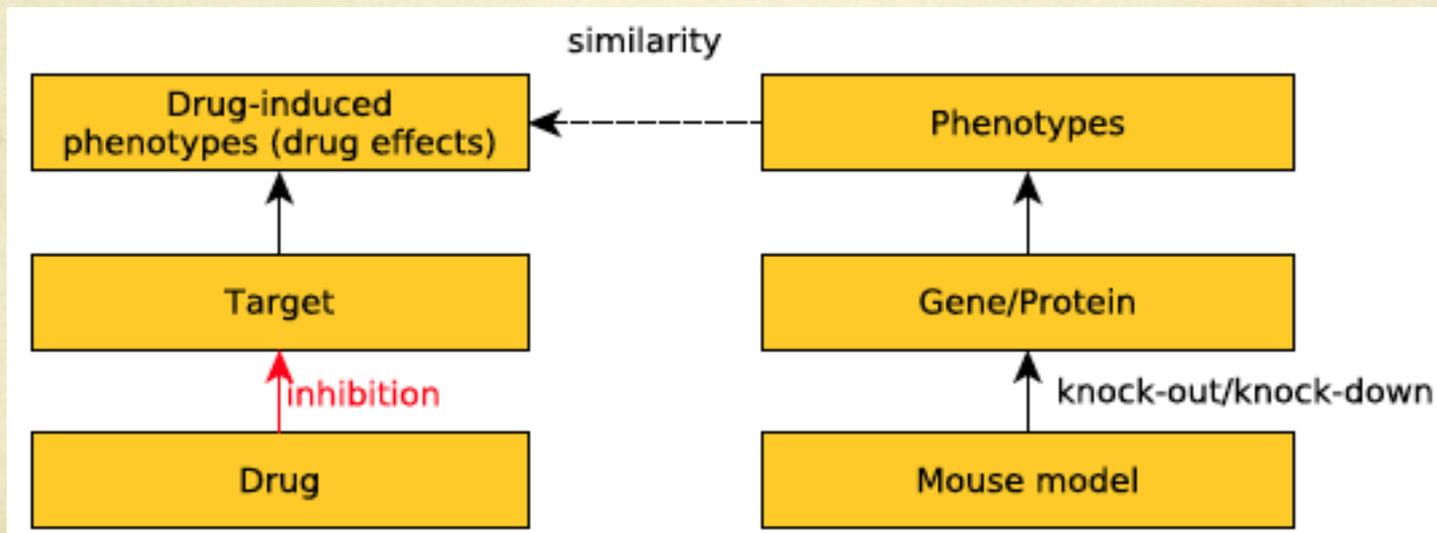 similarity
Drug-induced
phenotypes (drug effects)
Phenotypes
Target
Gene/Protein
inhibition
knock-out/knock-down
Drug
Mouse model